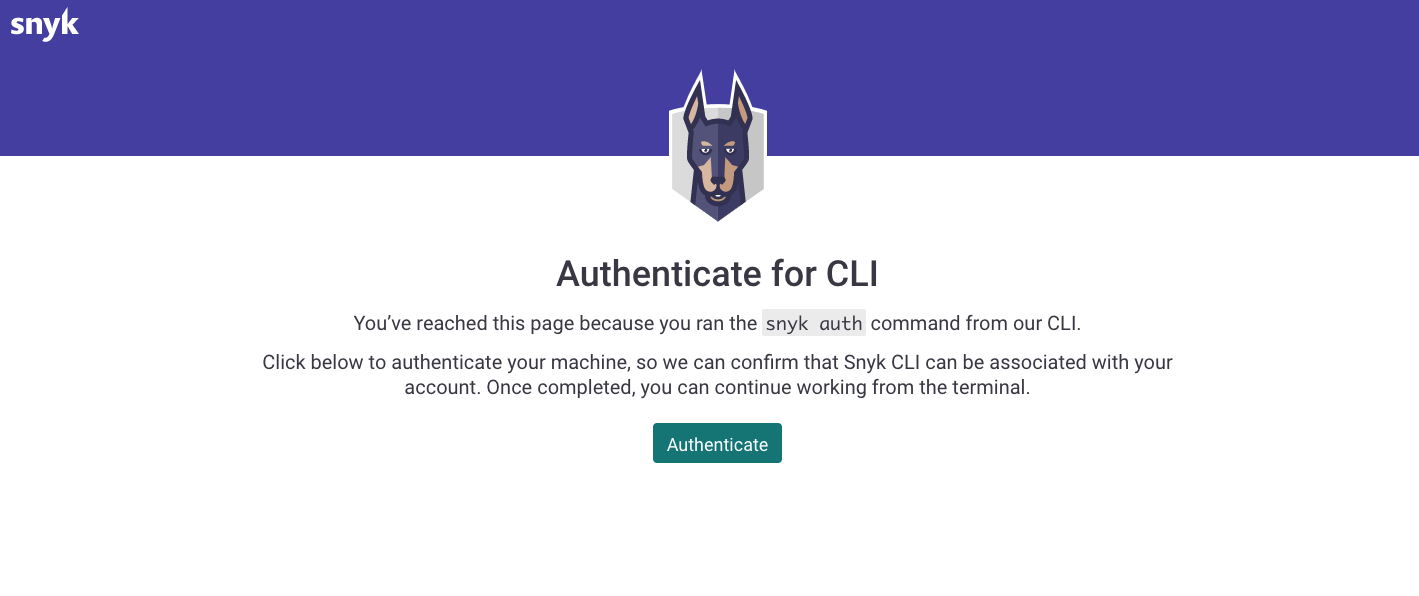 snyk
Authenticate for CLI
You’ve reached this page because you ran the snyk auth command from our CLI.
Click below to authenticate your machine, so we can confirm that Snyk CLI can be associated with your
account. Once completed, you can continue working from the terminal.
Authenticate